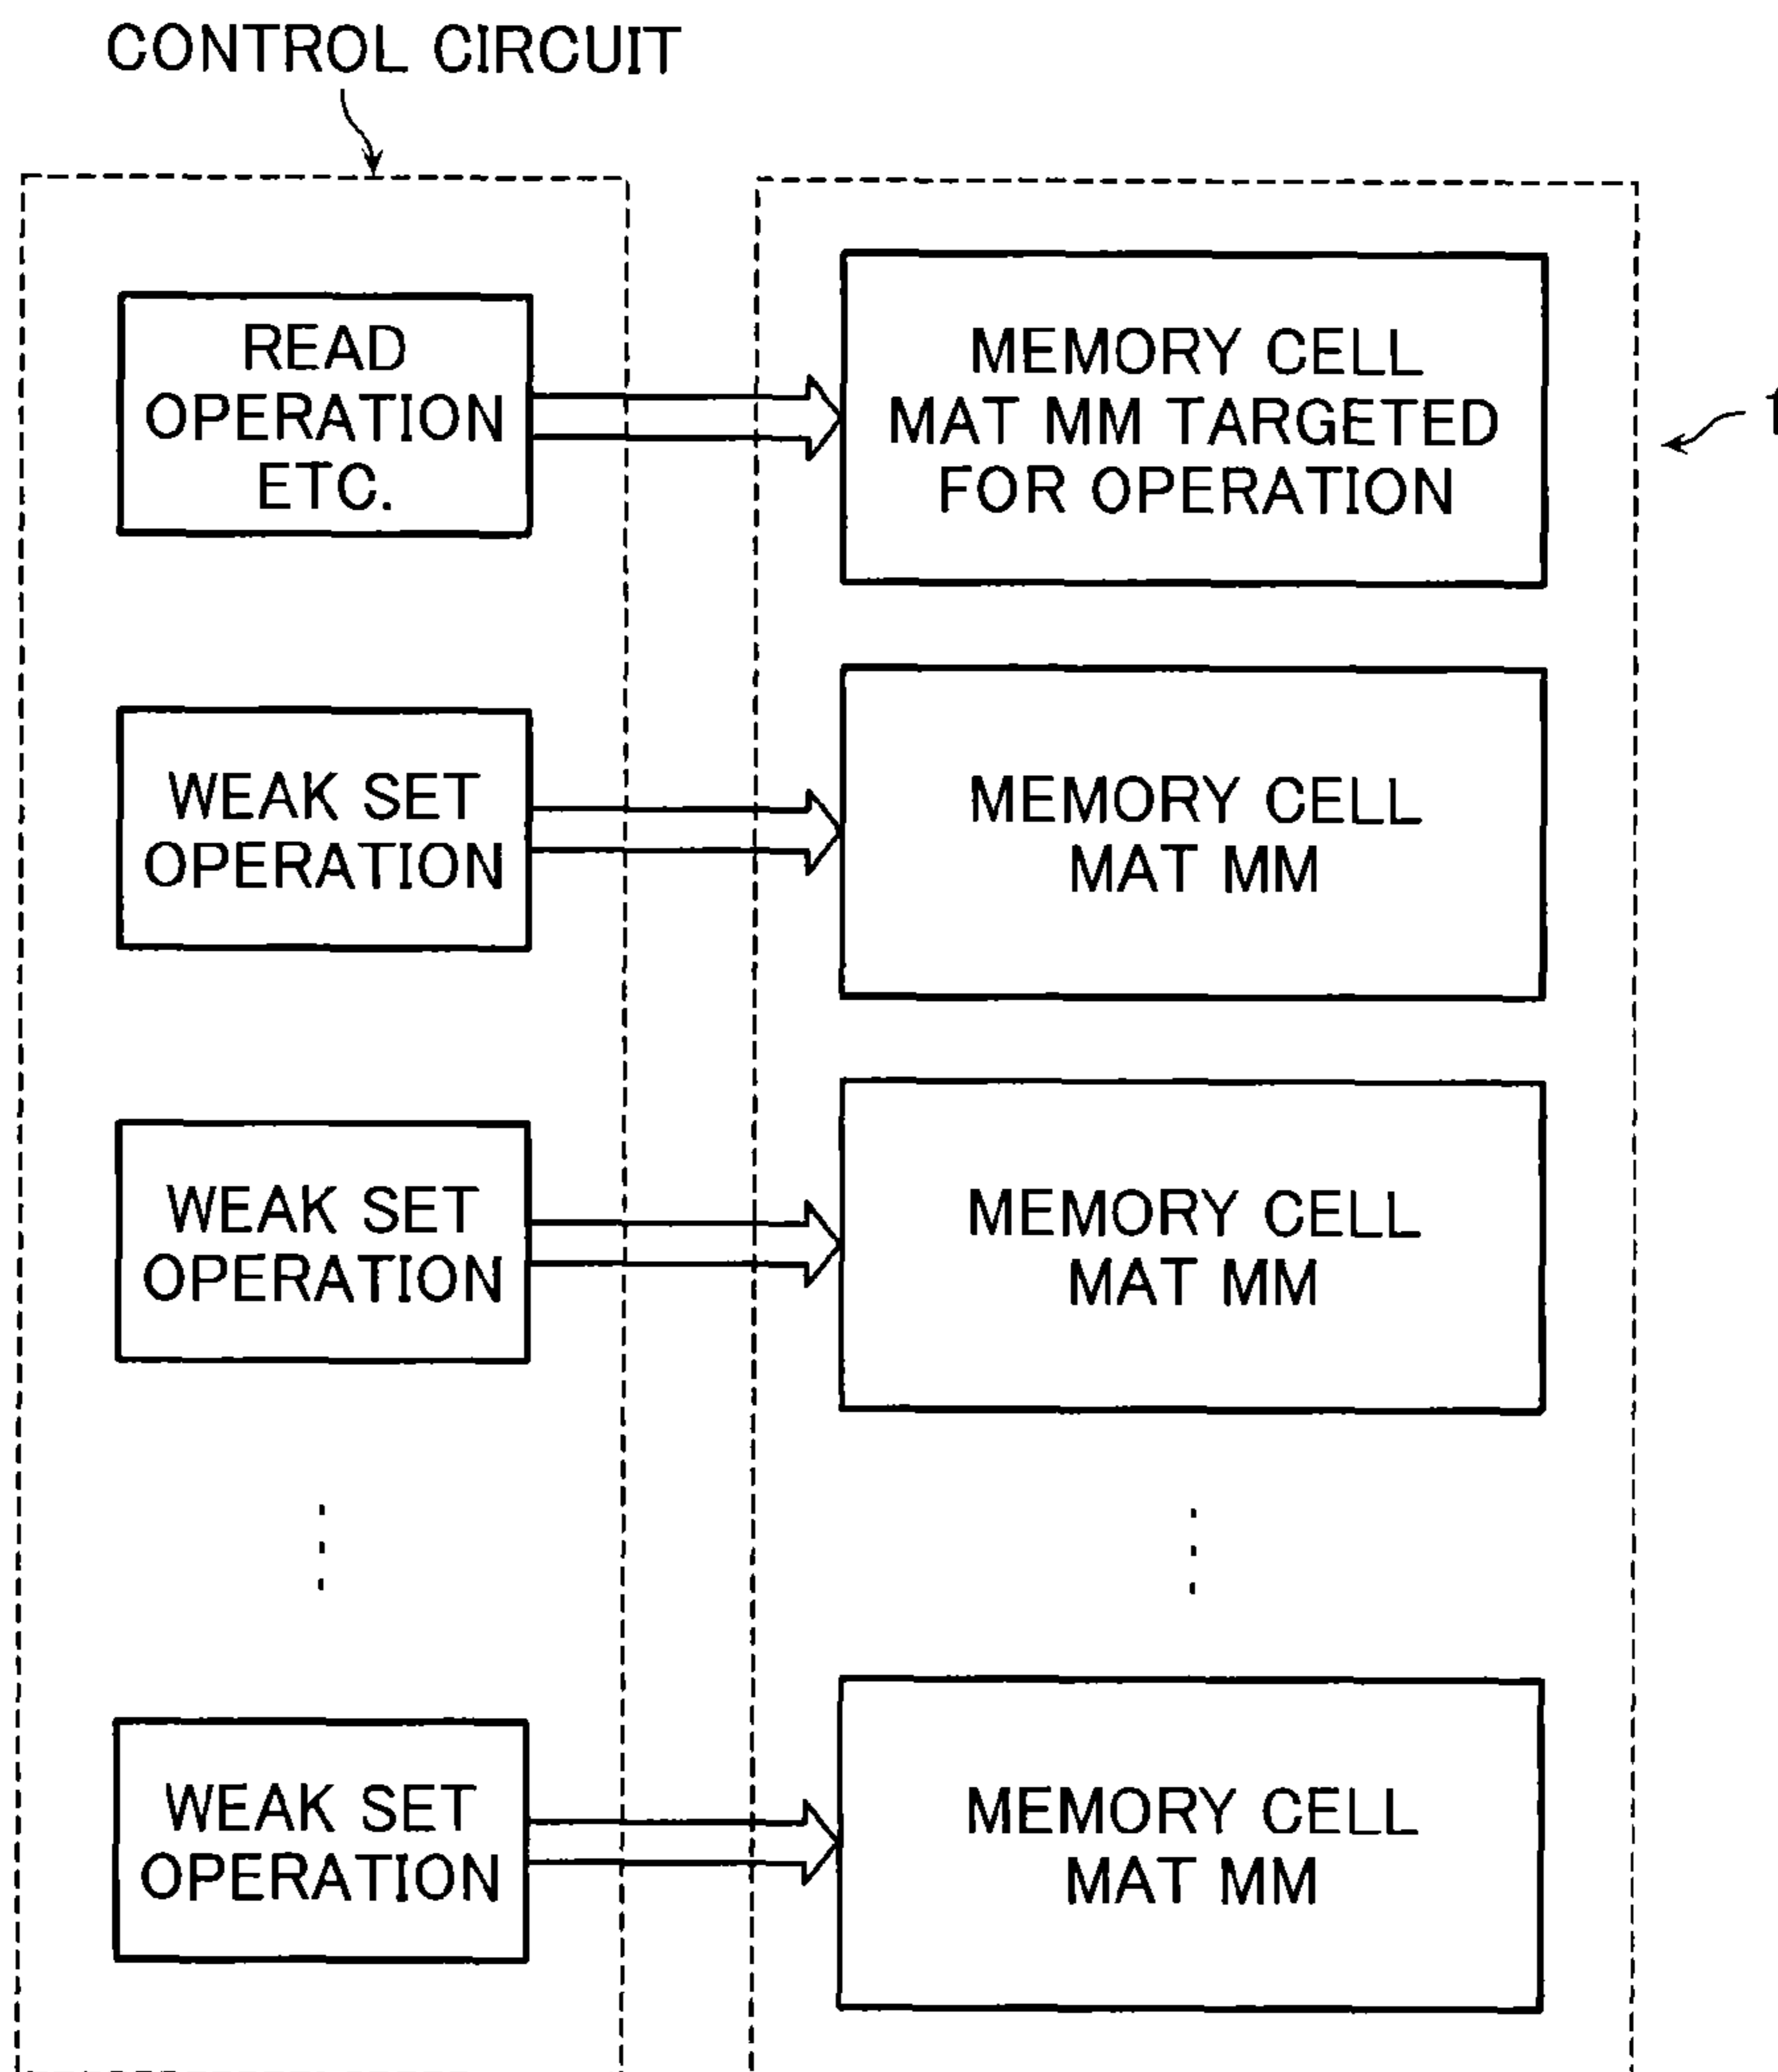 CONTROL CIRCUIT
READ
OPERATION
ETC.
MEMORY CELL
MAT MM TARGETED
FOR OPERATION
1
WEAK SET
OPERATION
MEMORY CELL
MAT MM
WEAK SET
OPERATION
MEMORY CELL
MAT MM
WEAK SET
OPERATION
MEMORY CELL
MAT MM